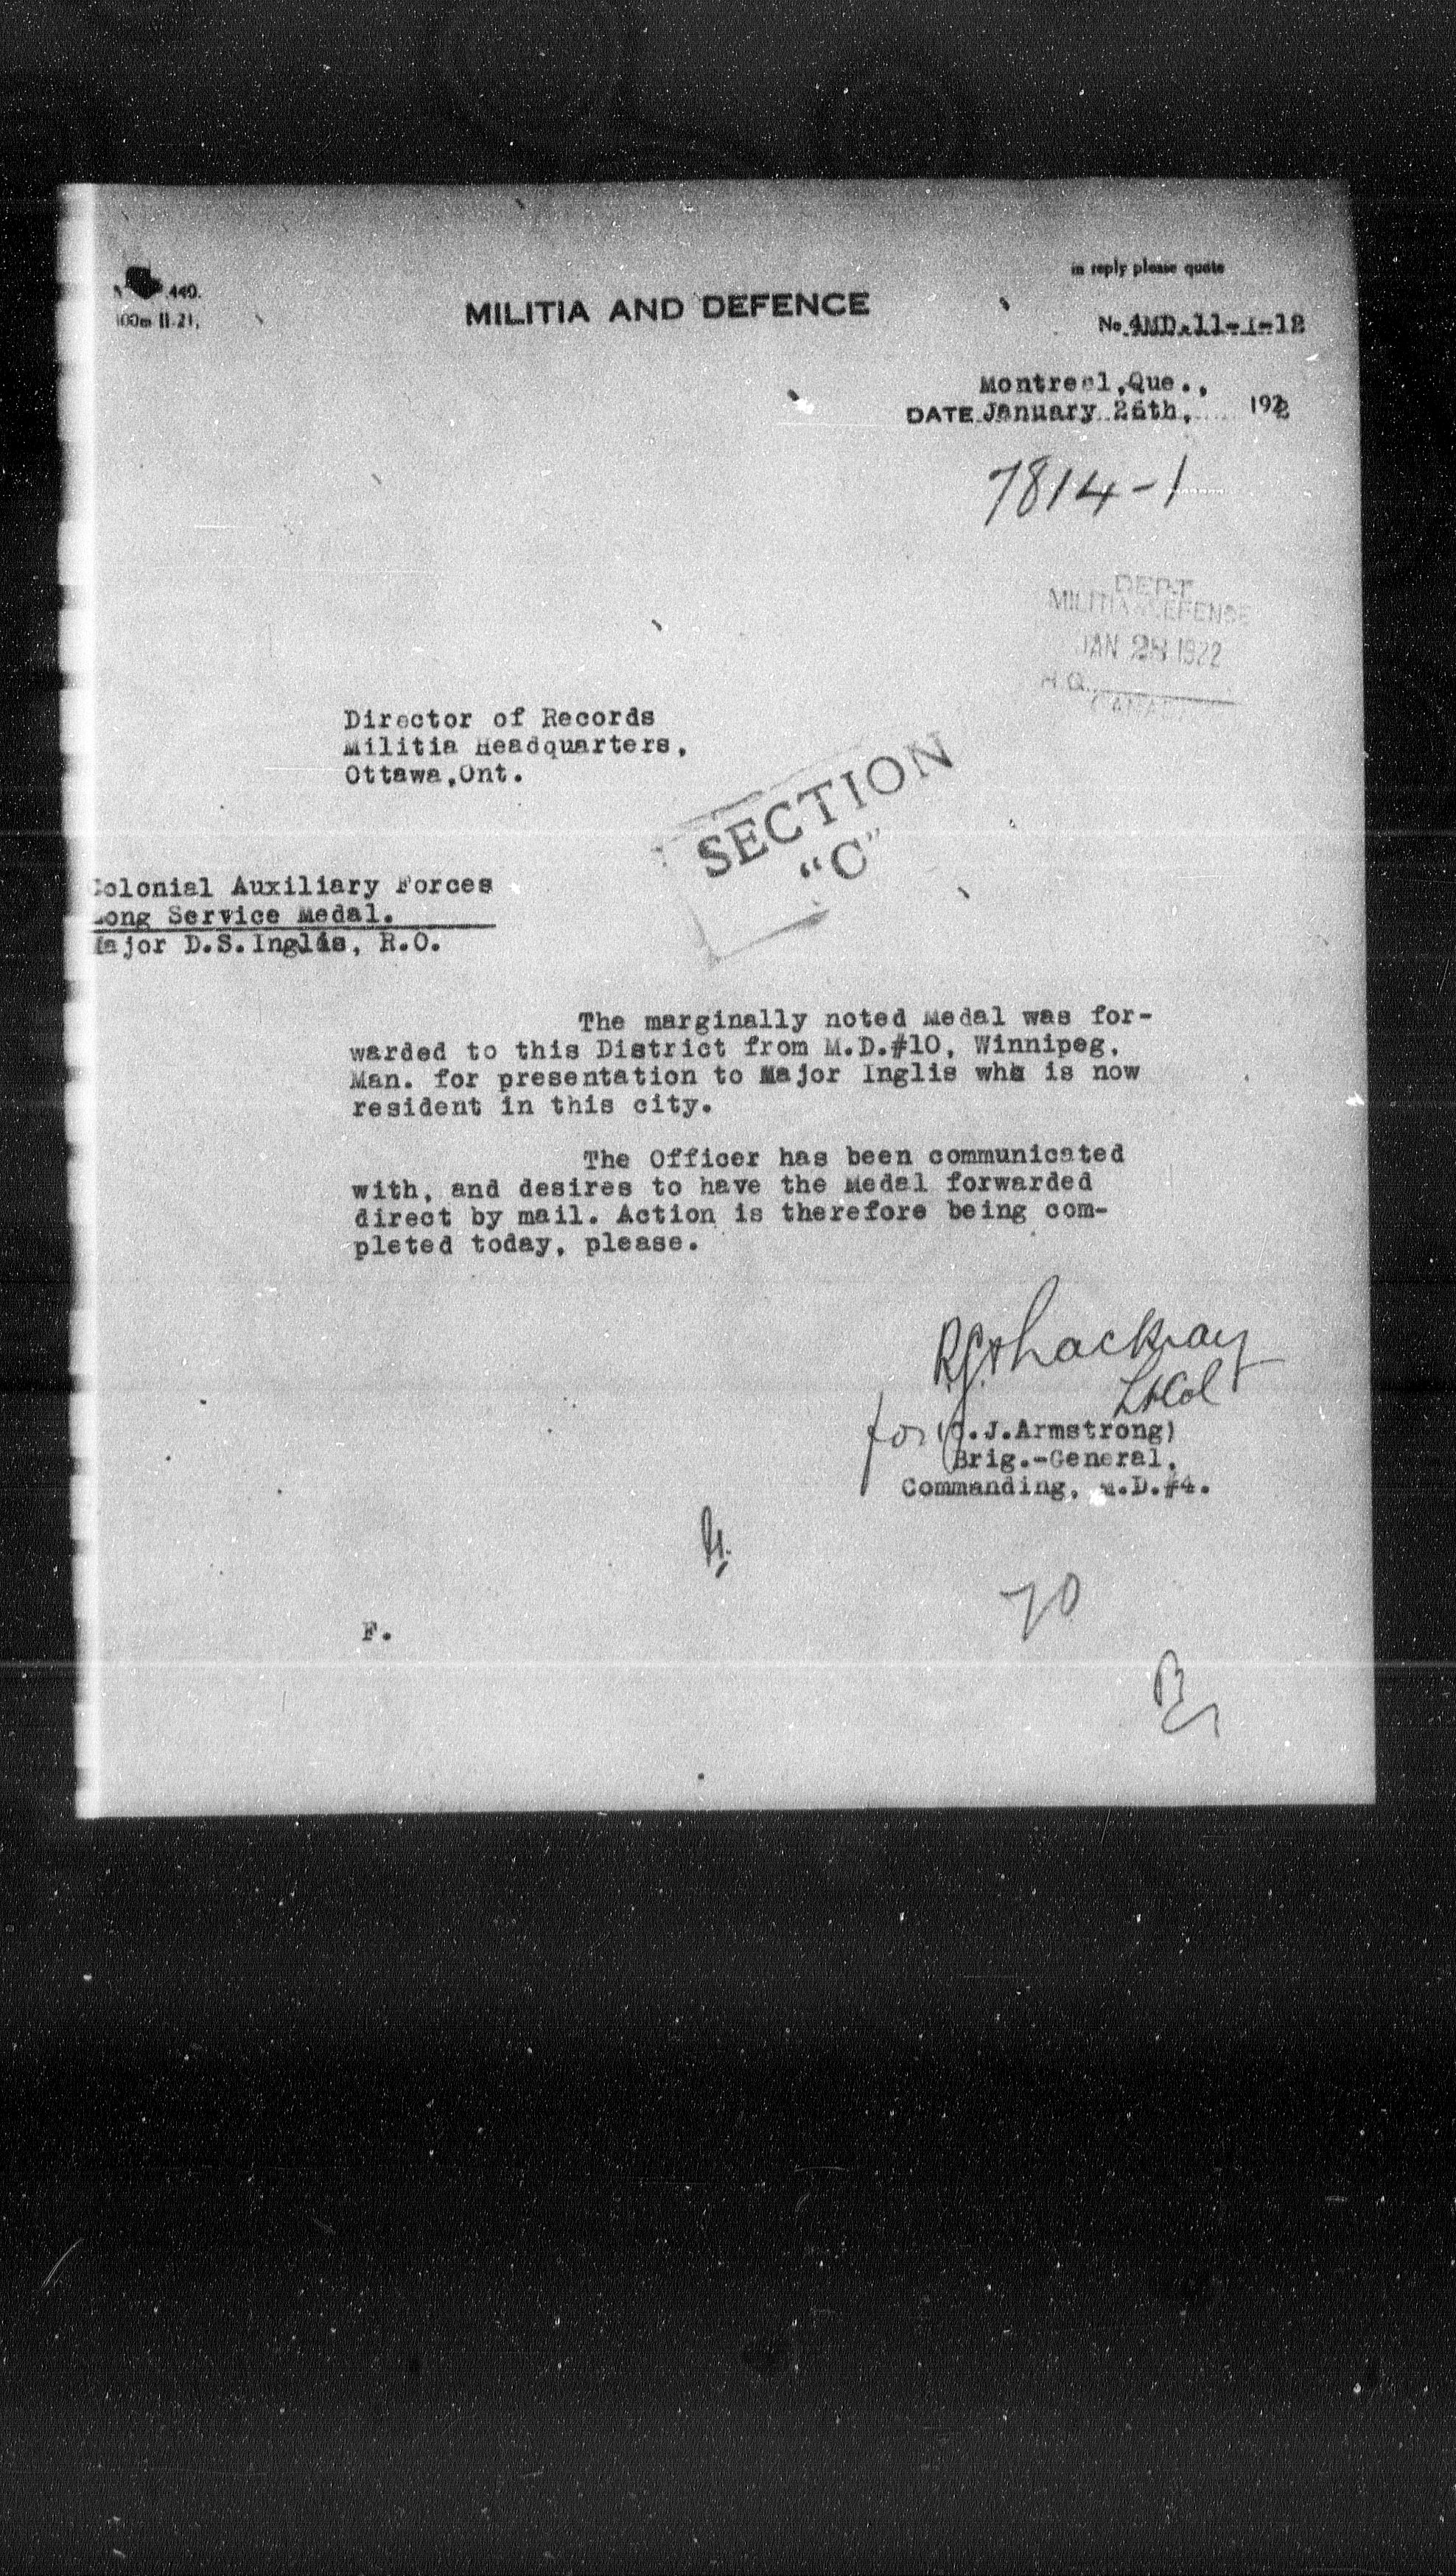 .440.
00m 11-21.
in reply please quote
MILITIA AND DEFENCE
No. 4MD.11-I-12
Montreal,Que.,
DATE January 26th, 1922
7814-1
DEPT
MILITIA & DEFENCE
JAN 28 1922
H.Q.
CANADA
Director of Records
Militia Headquarters,
Ottawa,Ont.
SECTION
"C"
Colonial Auxiliary Forces
Long Service Medal.
Major D.S.Inglis, R.O.
The marginally noted Medal was for-
warded to this District from M.D.#10, Winnipeg,
Man. for presentation to Major Inglis who is now
resident in this city.
The Officer has been communicated
with, and desires to have the Medal forwarded
direct by mail. Action is therefore being com-
pleted today, please.
Lt Col
for (C.J.Armstrong)
Brig.-General,
Commanding, M.D.#4.
70
F.